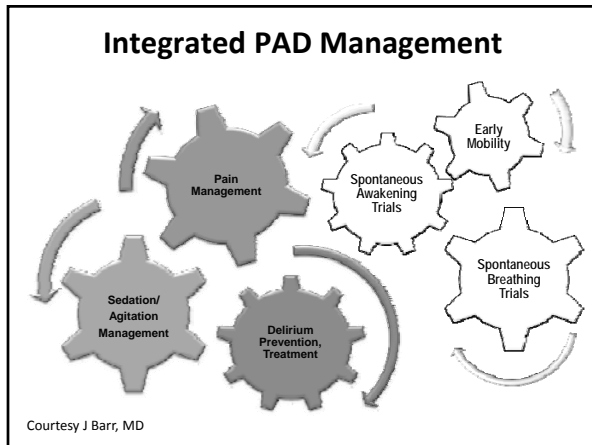 Integrated PAD Management
Early
Mobility
Pain
Management
Spontaneous
Awakening
Trials
Spontaneous
Breathing
Trials
Sedation/
Agitation
Management
Delirium
Prevention,
Treatment
Courtesy J Barr, MD